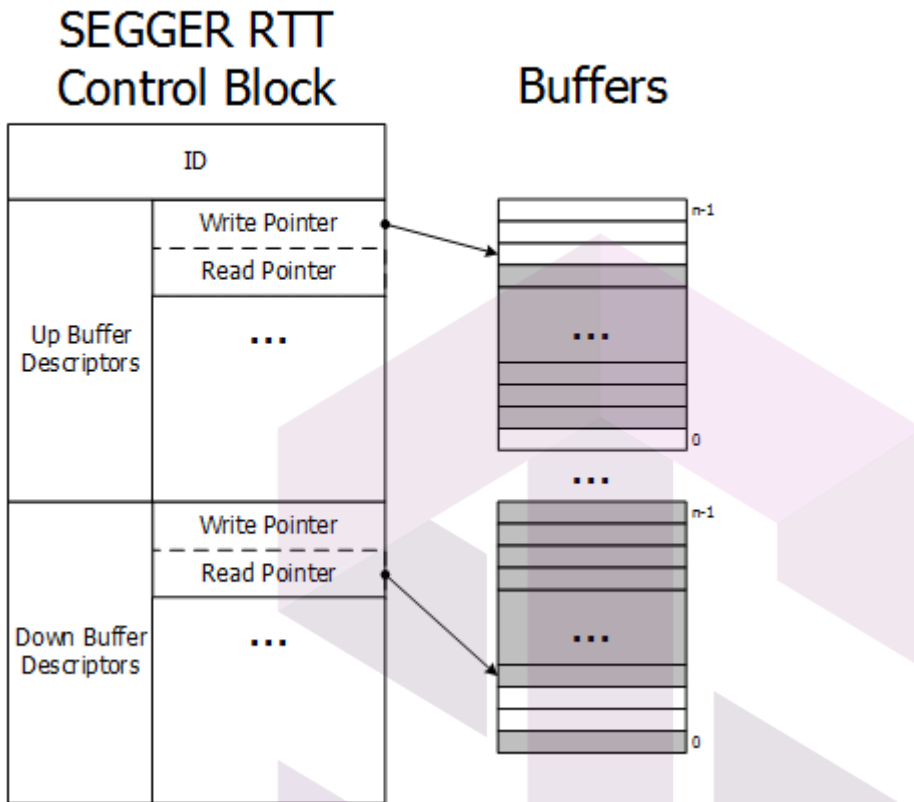 SEGGER RTT
Control Block
Buffers
ID
Up Buffer
Descriptors
Write Pointer
Read Pointer
...
n-1
...
0
...
Down Buffer
Descriptors
Write Pointer
Read Pointer
...
n-1
...
0